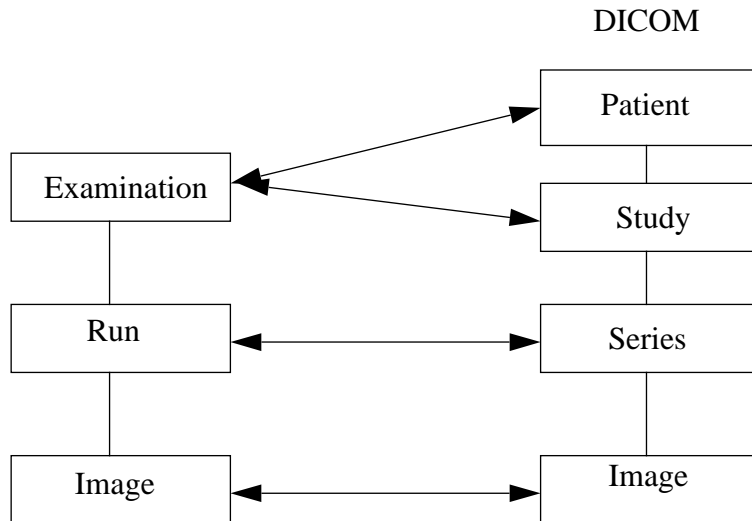 DICOM
Patient
Examination
Study
Run
Series
Image
Image